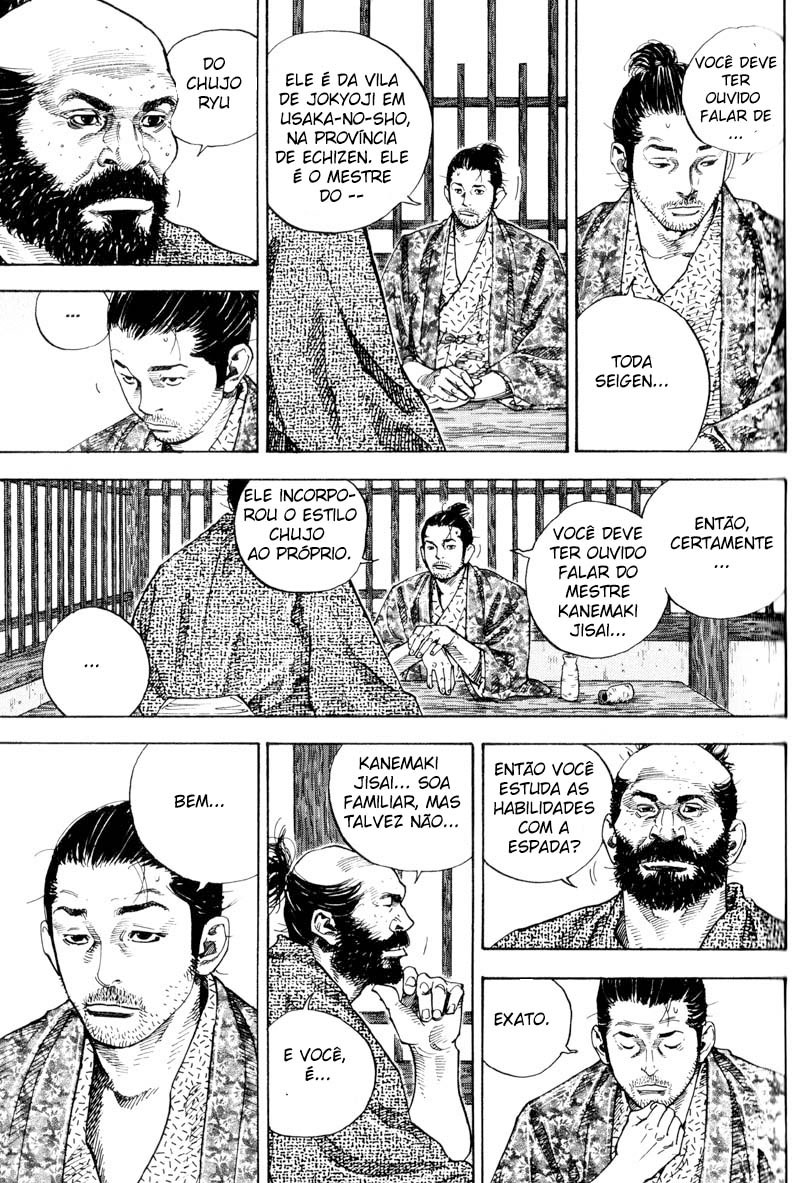 VOCÊ DEVE
TER
OUVIDO
FALAR DE
...
TODA
SEIGEN...
ELE É DA VILA
DE JOKYOJI EM
USAKA-NO-SHO,
NA PROVÍNCIA
DE ECHIZEN. ELE
É O MESTRE
DO --
DO
CHUJO
RYU
...
ENTÃO,
CERTAMENTE
...
VOCÊ DEVE
TER OUVIDO
FALAR DO
MESTRE
KANEMAKI
JISAI...
ELE INCORPO-
ROU O ESTILO
CHUJO
AO PRÓPRIO.
...
ENTÃO VOCÊ
ESTUDA AS
HABILIDADES
COM A
ESPADA?
EXATO.
KANEMAKI
JISAI... SOA
FAMILIAR, MAS
TALVEZ NÃO...
E VOCÊ,
É...
BEM...